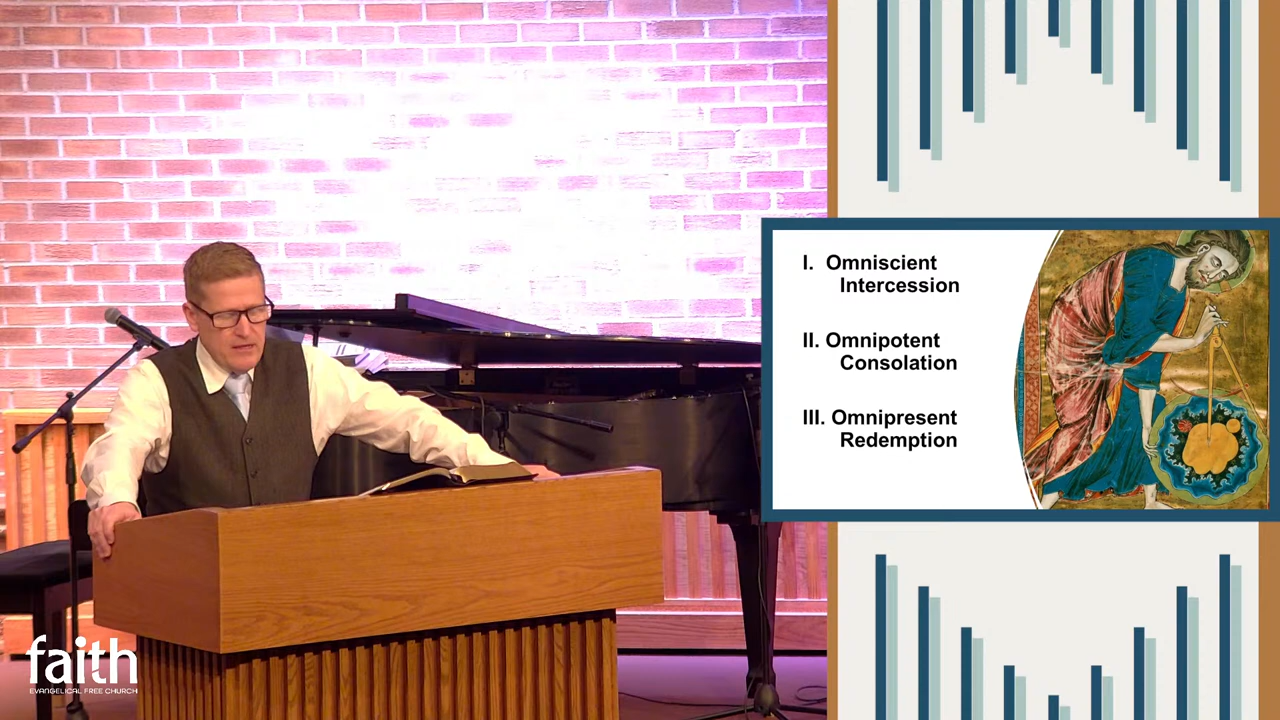 I. Omniscient
Intercession
II. Omnipotent
Consolation
III. Omnipresent
Redemption
faith
EVANGELICAL FREE CHURCH